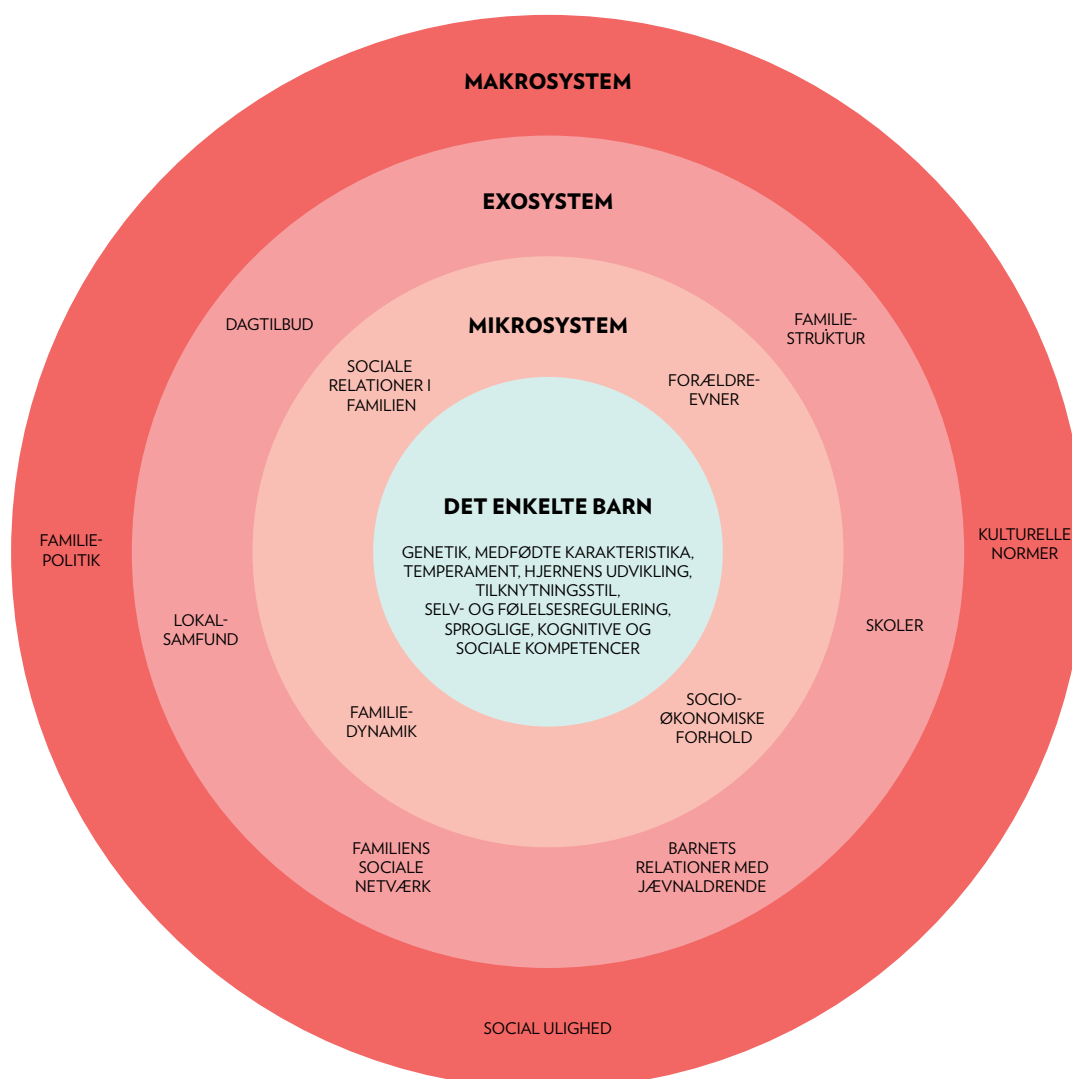 MAKROSYSTEM
EXOSYSTEM
MIKROSYSTEM
DAGTILBUD
FAMILIE-
STRUKTUR
SOCIALE
RELATIONER I
FAMILIEN
FORÆLDRE-
EVNER
DET ENKELTE BARN
GENETIK, MEDFØDTE KARAKTERISTIKA,
TEMPERAMENT, HJERNENS UDVIKLING,
TILKNYTNINGSSTIL,
SELV- OG FØLELSESREGULERING,
SPROGLIGE, KOGNITIVE OG
SOCIALE KOMPETENCER
FAMILIE-
POLITIK
KULTURELLE
NORMER
LOKAL-
SAMFUND
SKOLER
FAMILIE-
DYNAMIK
SOCIO-
ØKONOMISKE
FORHOLD
FAMILIENS
SOCIALE
NETVÆRK
BARNETS
RELATIONER MED
JÆVNALDRENDE
SOCIAL ULIGHED